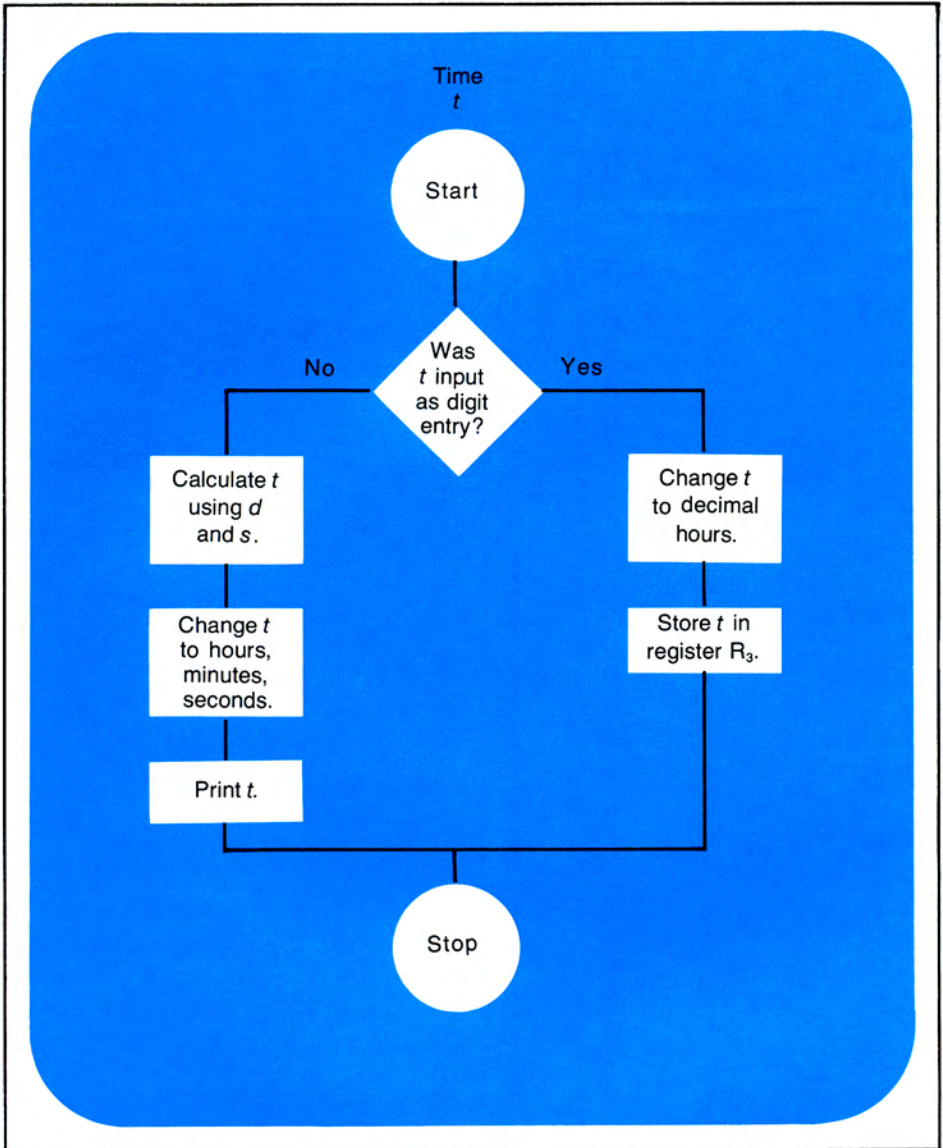 Time
t
Start
Was
t input
as digit
entry?
No
Yes
Calculate t
using d
and s.
Change t
to hours,
minutes,
seconds.
Print t.
Change t
to decimal
hours.
Store t in
register R₃.
Stop